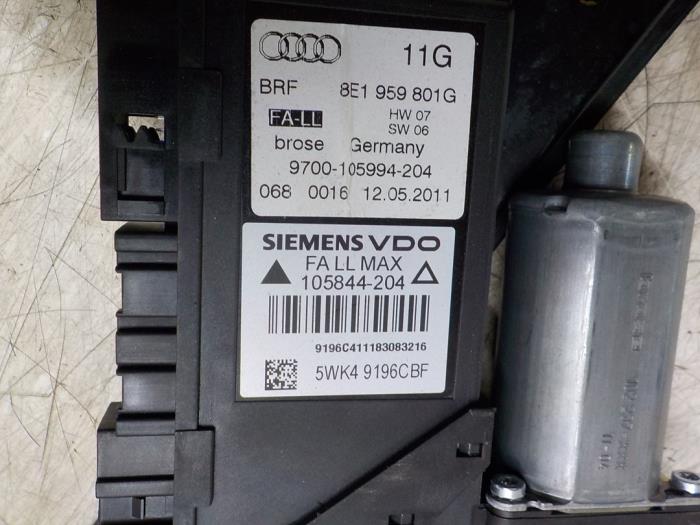 11G
BRF 8E1 959 801G
FA-LL HW 07
SW 06
brose Germany
9700-105994-204
068 0016 12.05.2011
SIEMENS VDO
FA LL MAX
105844-204
9196C411183083216
5WK4 9196CBF